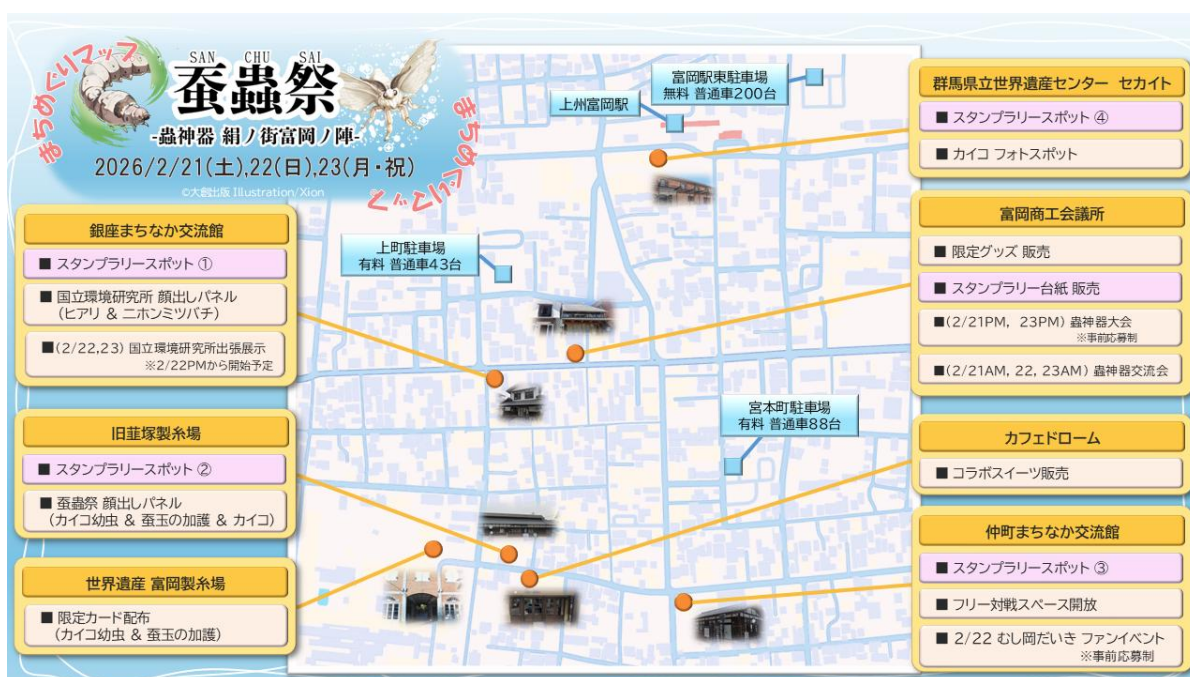 まちめぐりマップ
SAN CHU SAI
蚕蟲祭
-蟲神器 絹ノ街富岡ノ陣-
2026/2/21(土),22(日),23(月・祝)
©大創出版 Illustration/Xion
まちめぐりマップ
銀座まちなか交流館
■ スタンプラリースポット ①
■ 国立環境研究所 顔出しパネル
(ヒアリ & ニホンミツバチ)
■(2/22,23) 国立環境研究所出張展示
※2/22PMから開始予定
旧韮塚製糸場
■ スタンプラリースポット ②
■ 蚕蟲祭 顔出しパネル
(カイコ幼虫 & 蚕玉の加護 & カイコ)
世界遺産 富岡製糸場
■ 限定カード配布
(カイコ幼虫 & 蚕玉の加護)
富岡駅東駐車場
無料 普通車200台
上州富岡駅
上町駐車場
有料 普通車43台
宮本町駐車場
有料 普通車88台
群馬県立世界遺産センター セカイト
■ スタンプラリースポット ④
■ カイコ フォトスポット
富岡商工会議所
■ 限定グッズ 販売
■ スタンプラリー台紙 販売
■(2/21PM, 23PM) 蟲神器大会
※事前応募制
■(2/21AM, 22, 23AM) 蟲神器交流会
カフェドローム
■ コラボスイーツ販売
仲町まちなか交流館
■ スタンプラリースポット ③
■ フリー対戦スペース開放
■ 2/22 むし岡だいき ファンイベント
※事前応募制